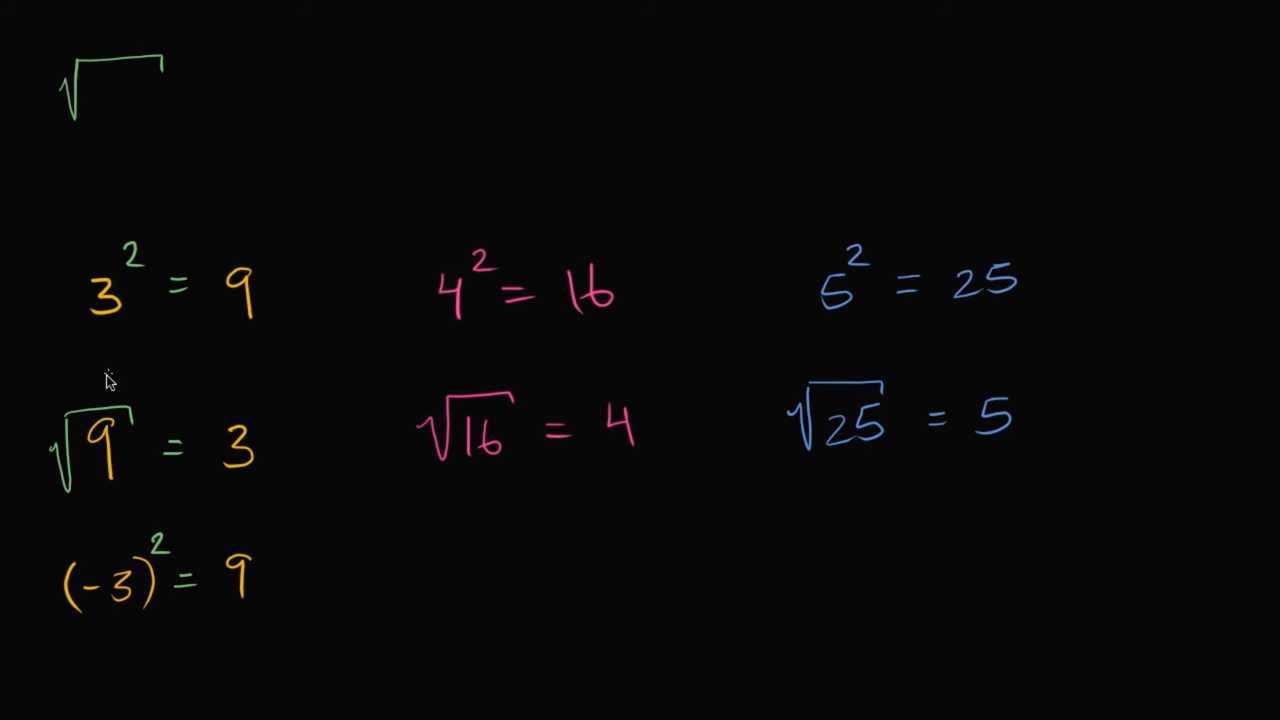 √
3² = 9 4² = 16 5² = 25
√9 = 3 √16 = 4 √25 = 5
(-3)² = 9